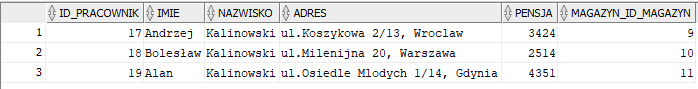 ID_PRACOWNIK IMIE NAZWISKO ADRES PENSJA MAGAZYN_ID_MAGAZYN
1 17 Andrzej Kalinowski ul.Koszykowa 2/13, Wroclaw 3424 9
2 18 Bolesław Kalinowski ul.Milenijna 20, Warszawa 2514 10
3 19 Alan Kalinowski ul.Osiedle Mlodych 1/14, Gdynia 4351 11